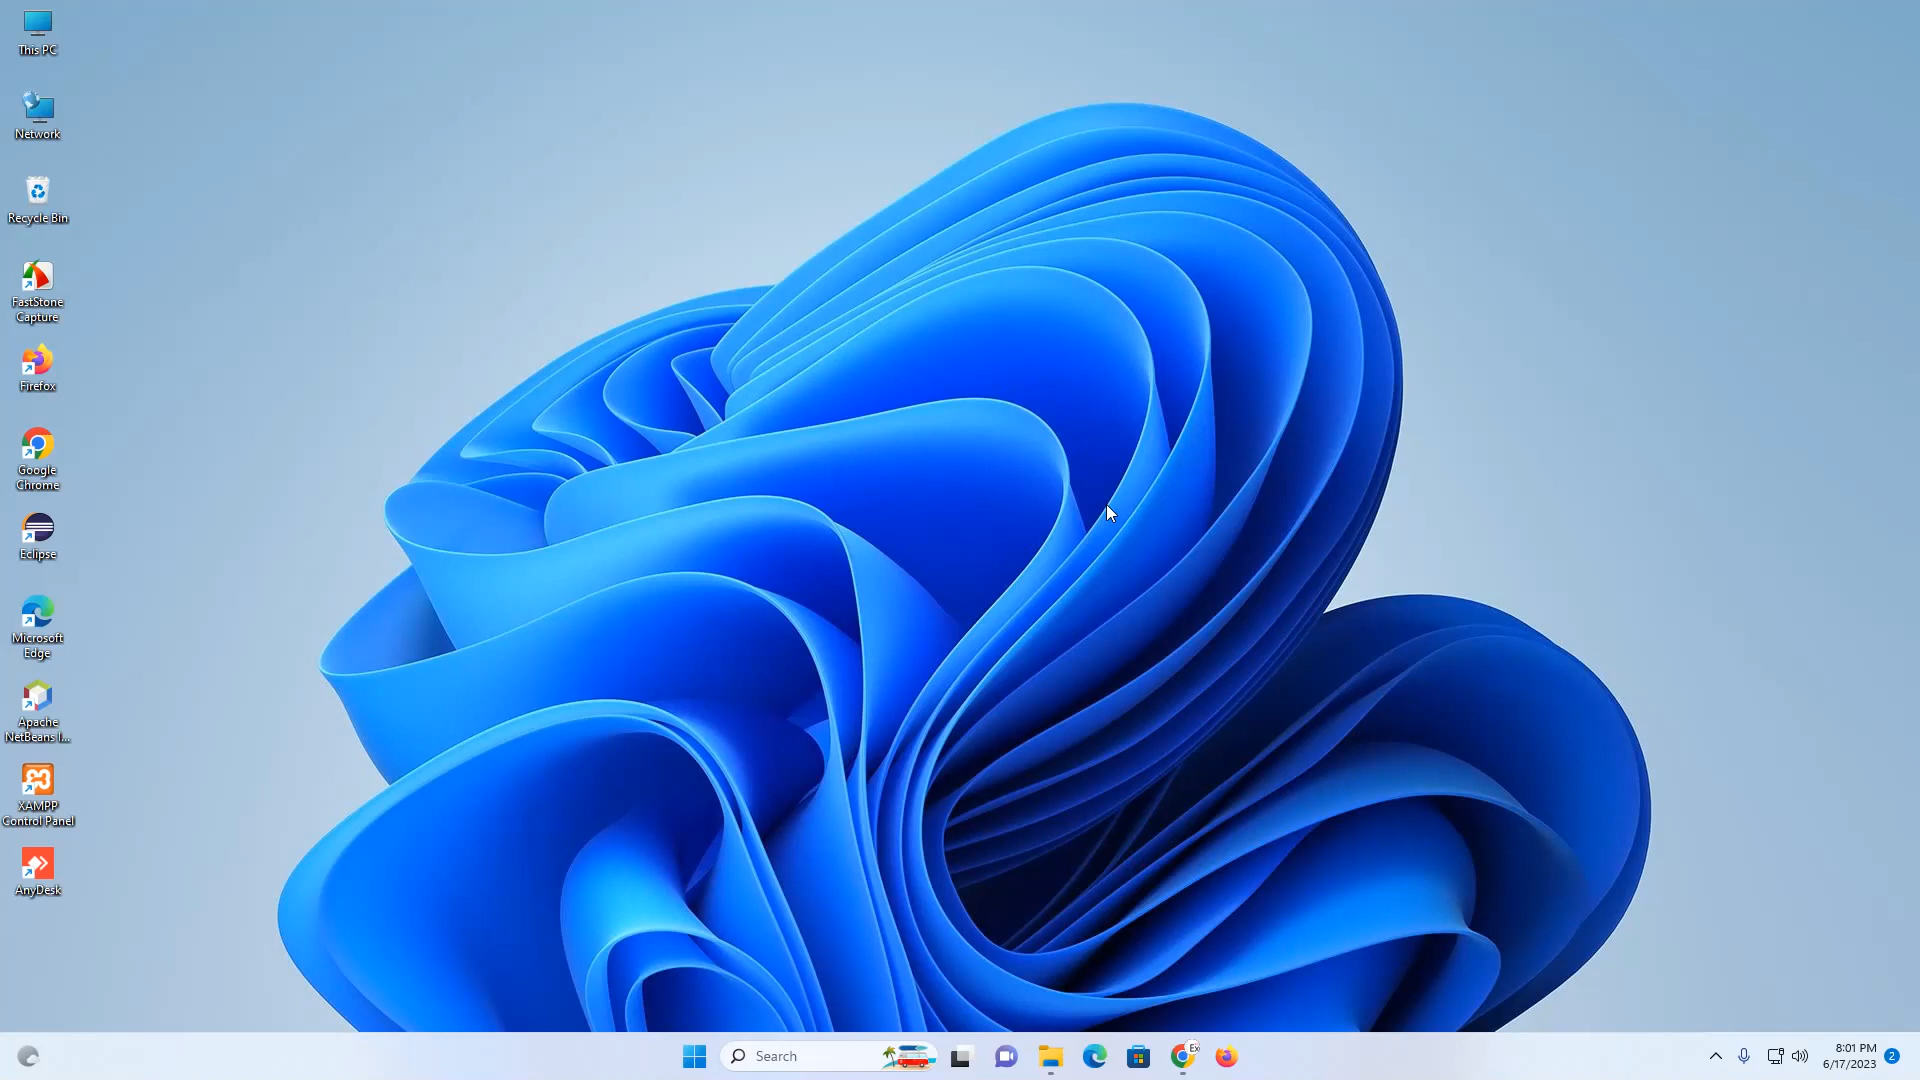 This PC
Network
Recycle Bin
FastStone
Capture
Firefox
Google
Chrome
Eclipse
Microsoft
Edge
Apache
NetBeans I...
XAMPP
Control Panel
AnyDesk
Search
Ex
8:01 PM
6/17/2023
2